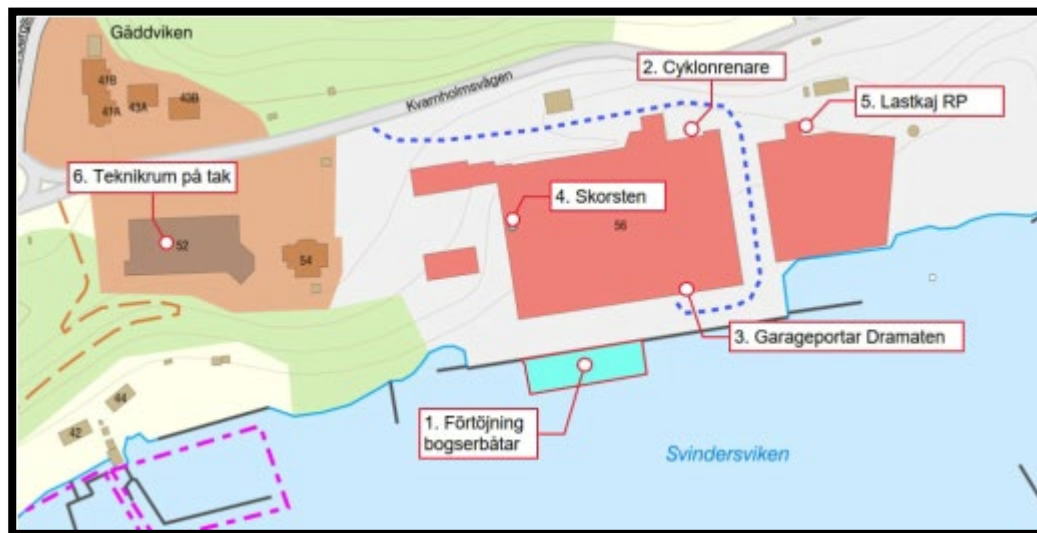 Gäddviken
47B
47A
43A
43B
Kvarnholmsvägen
2. Cyklonrenare
5. Lastkaj RP
6. Teknikrum på tak
4. Skorsten
52
54
56
3. Garageportar Dramaten
1. Förtöjning
bogserbåtar
44
42
Svindersviken